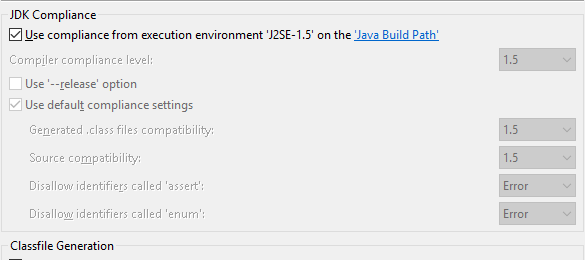 JDK Compliance
Use compliance from execution environment 'J2SE-1.5' on the 'Java Build Path'
Compiler compliance level: 1.5
Use '--release' option
Use default compliance settings
Generated .class files compatibility: 1.5
Source compatibility: 1.5
Disallow identifiers called 'assert': Error
Disallow identifiers called 'enum': Error
Classfile Generation